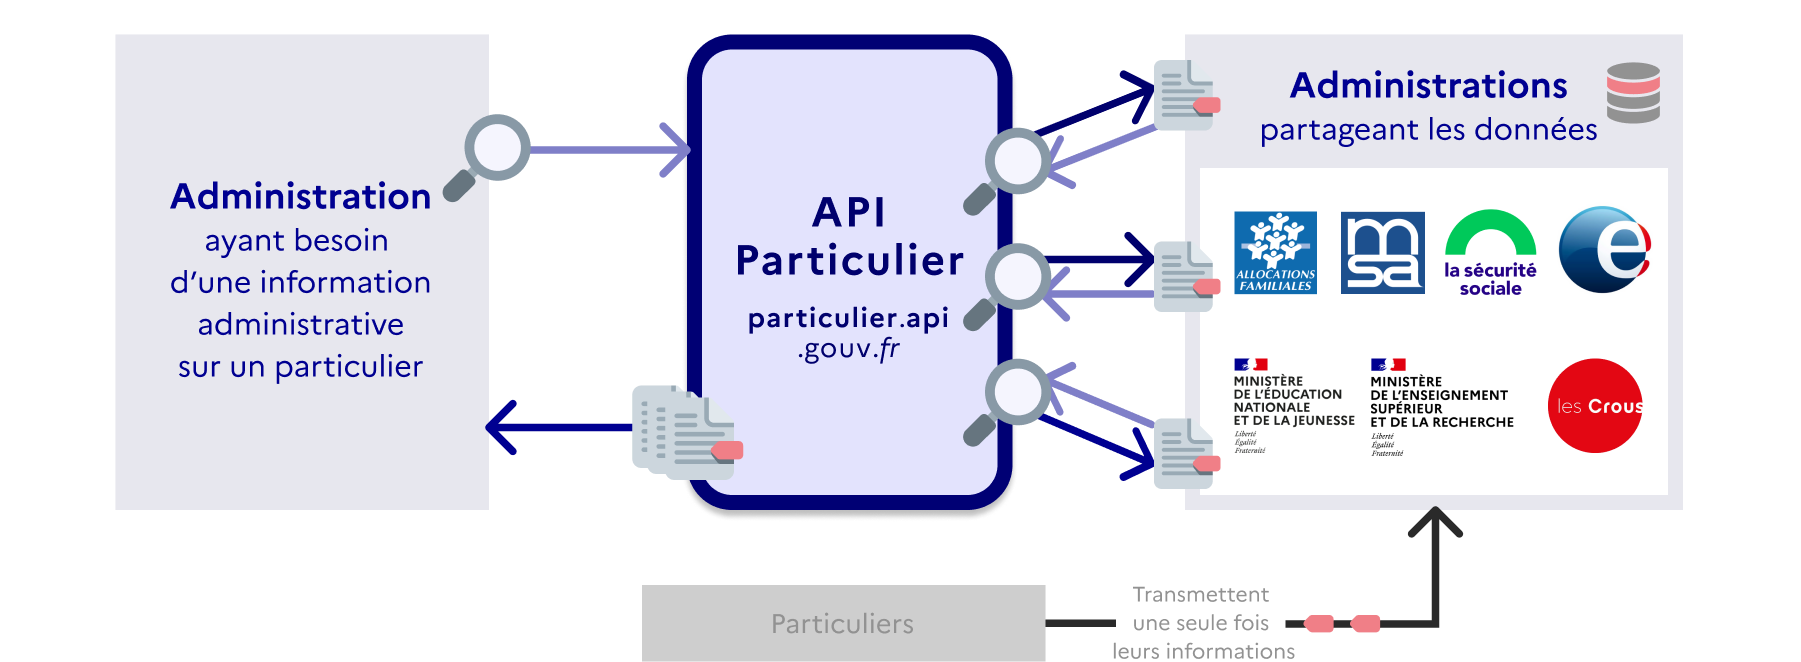 Administration
ayant besoin
d’une information
administrative
sur un particulier
API
Particulier
particulier.api
.gouv.fr
Administrations
partageant les données
ALLOCATIONS
FAMILIALES
msa
la sécurité
sociale
e
MINISTÈRE
DE L’ÉDUCATION
NATIONALE
ET DE LA JEUNESSE
Liberté
Égalité
Fraternité
MINISTÈRE
DE L’ENSEIGNEMENT
SUPÉRIEUR
ET DE LA RECHERCHE
Liberté
Égalité
Fraternité
les Crous
Particuliers
Transmettent
une seule fois
leurs informations